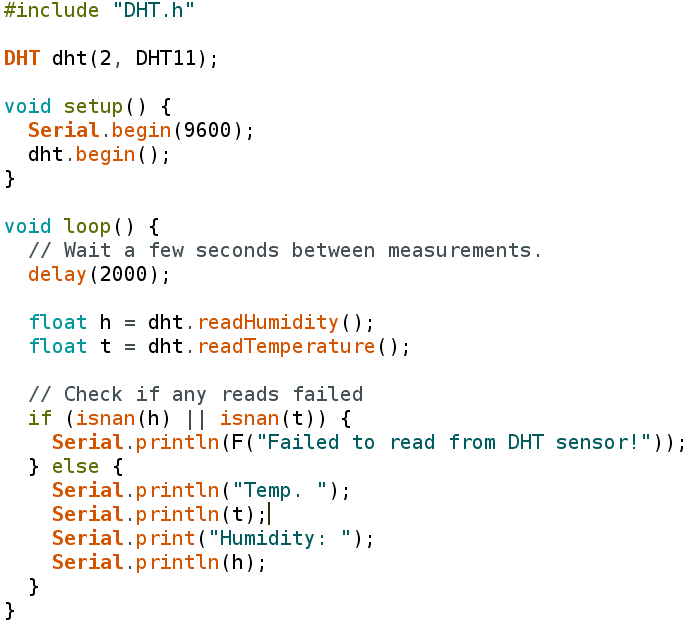 #include "DHT.h"
DHT dht(2, DHT11);
void setup() {
  Serial.begin(9600);
  dht.begin();
}
void loop() {
  // Wait a few seconds between measurements.
  delay(2000);
  float h = dht.readHumidity();
  float t = dht.readTemperature();
  // Check if any reads failed
  if (isnan(h) || isnan(t)) {
    Serial.println(F("Failed to read from DHT sensor!"));
  } else {
    Serial.println("Temp. ");
    Serial.println(t);
    Serial.print("Humidity: ");
    Serial.println(h);
  }
}